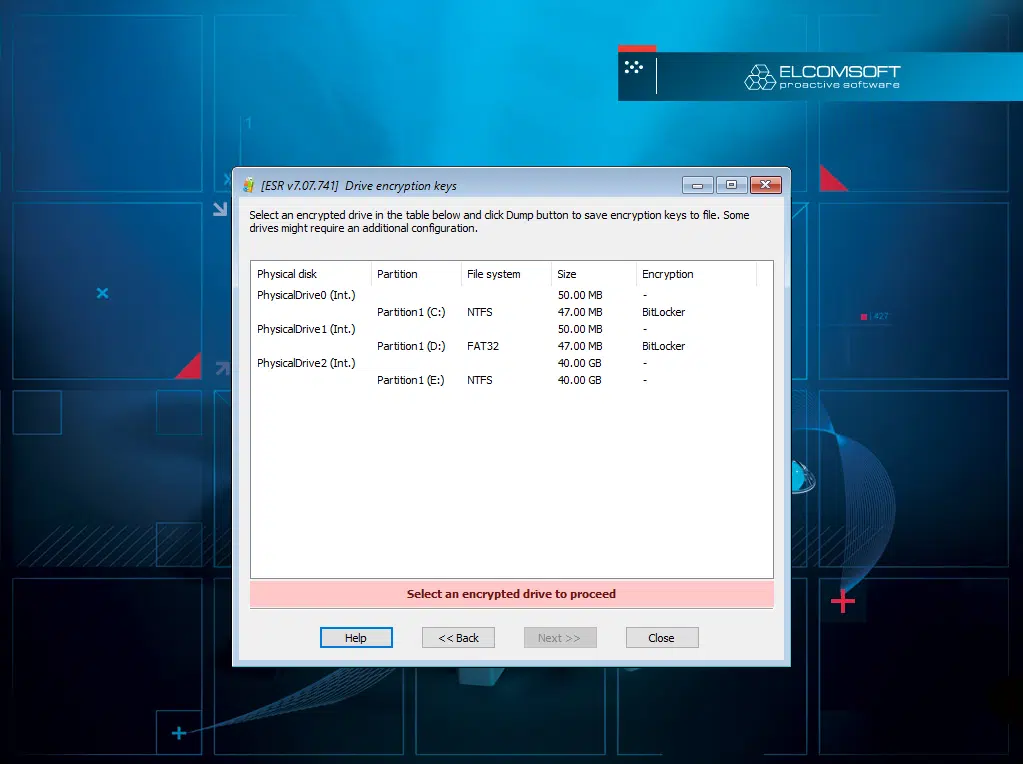 ELCOMSOFT
proactive software
1
[ESR v7.07.741] Drive encryption keys
Select an encrypted drive in the table below and click Dump button to save encryption keys to file. Some
drives might require an additional configuration.
Physical disk Partition File system Size Encryption
PhysicalDrive0 (Int.) 50.00 MB -
Partition1 (C:) NTFS 47.00 MB BitLocker
PhysicalDrive1 (Int.) 50.00 MB -
Partition1 (D:) FAT32 47.00 MB BitLocker
PhysicalDrive2 (Int.) 40.00 GB -
Partition1 (E:) NTFS 40.00 GB -
427
Select an encrypted drive to proceed
Help << Back Next >> Close